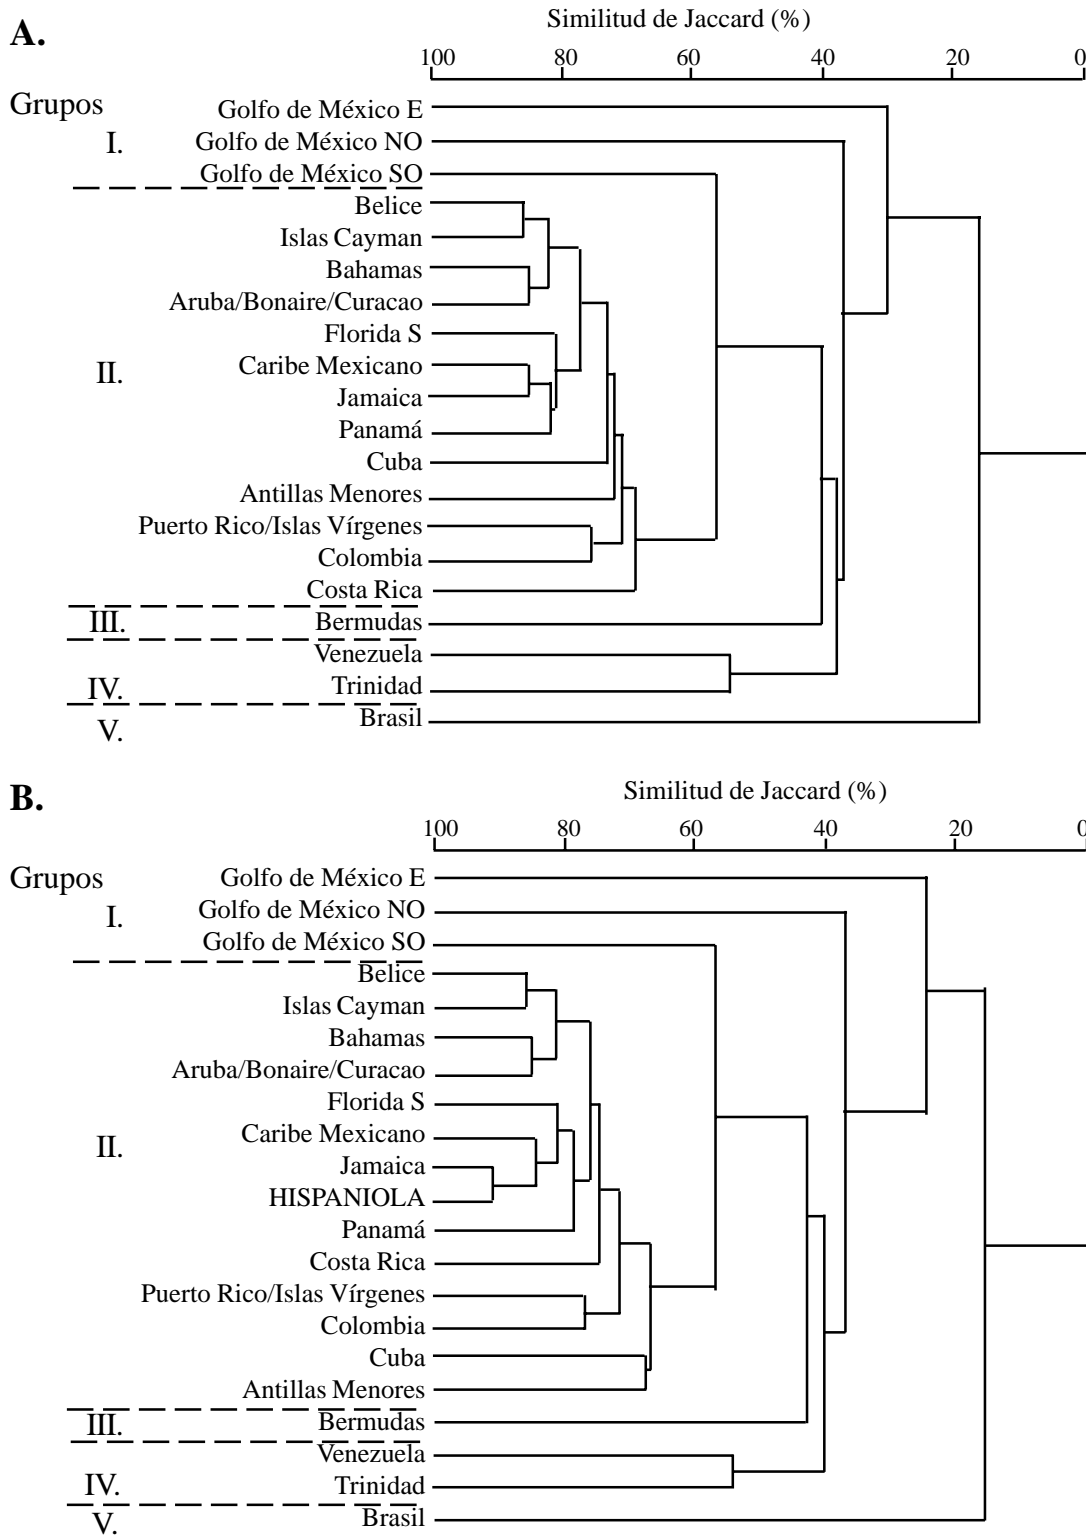 A.
Similitud de Jaccard (%)
100 80 60 40 20 0
Grupos
Golfo de México E
I.
Golfo de México NO
Golfo de México SO
Belice
Islas Cayman
Bahamas
Aruba/Bonaire/Curacao
Florida S
II.
Caribe Mexicano
Jamaica
Panamá
Cuba
Antillas Menores
Puerto Rico/Islas Vírgenes
Colombia
Costa Rica
III.
Bermudas
Venezuela
IV.
Trinidad
V.
Brasil
B.
Similitud de Jaccard (%)
100 80 60 40 20 0
Grupos
Golfo de México E
I.
Golfo de México NO
Golfo de México SO
Belice
Islas Cayman
Bahamas
Aruba/Bonaire/Curacao
Florida S
II.
Caribe Mexicano
Jamaica
HISPANIOLA
Panamá
Costa Rica
Puerto Rico/Islas Vírgenes
Colombia
Cuba
Antillas Menores
III.
Bermudas
Venezuela
IV.
Trinidad
V.
Brasil